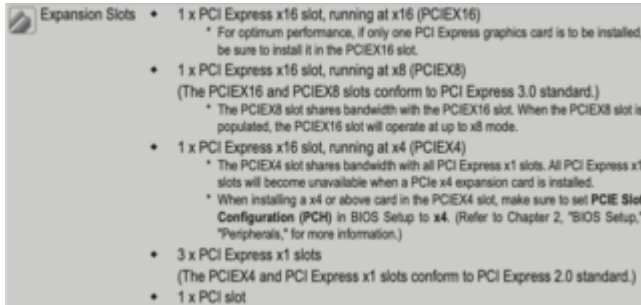 Expansion Slots ◆ 1 x PCI Express x16 slot, running at x16 (PCIEX16)
* For optimum performance, if only one PCI Express graphics card is to be installed,
be sure to install it in the PCIEX16 slot.
◆ 1 x PCI Express x16 slot, running at x8 (PCIEX8)
(The PCIEX16 and PCIEX8 slots conform to PCI Express 3.0 standard.)
* The PCIEX8 slot shares bandwidth with the PCIEX16 slot. When the PCIEX8 slot is
populated, the PCIEX16 slot will operate at up to x8 mode.
◆ 1 x PCI Express x16 slot, running at x4 (PCIEX4)
* The PCIEX4 slot shares bandwidth with all PCI Express x1 slots. All PCI Express x1
slots will become unavailable when a PCIe x4 expansion card is installed.
* When installing a x4 or above card in the PCIEX4 slot, make sure to set PCIE Slot
Configuration (PCH) in BIOS Setup to x4. (Refer to Chapter 2, "BIOS Setup,"
"Peripherals," for more information.)
◆ 3 x PCI Express x1 slots
(The PCIEX4 and PCI Express x1 slots conform to PCI Express 2.0 standard.)
◆ 1 x PCI slot